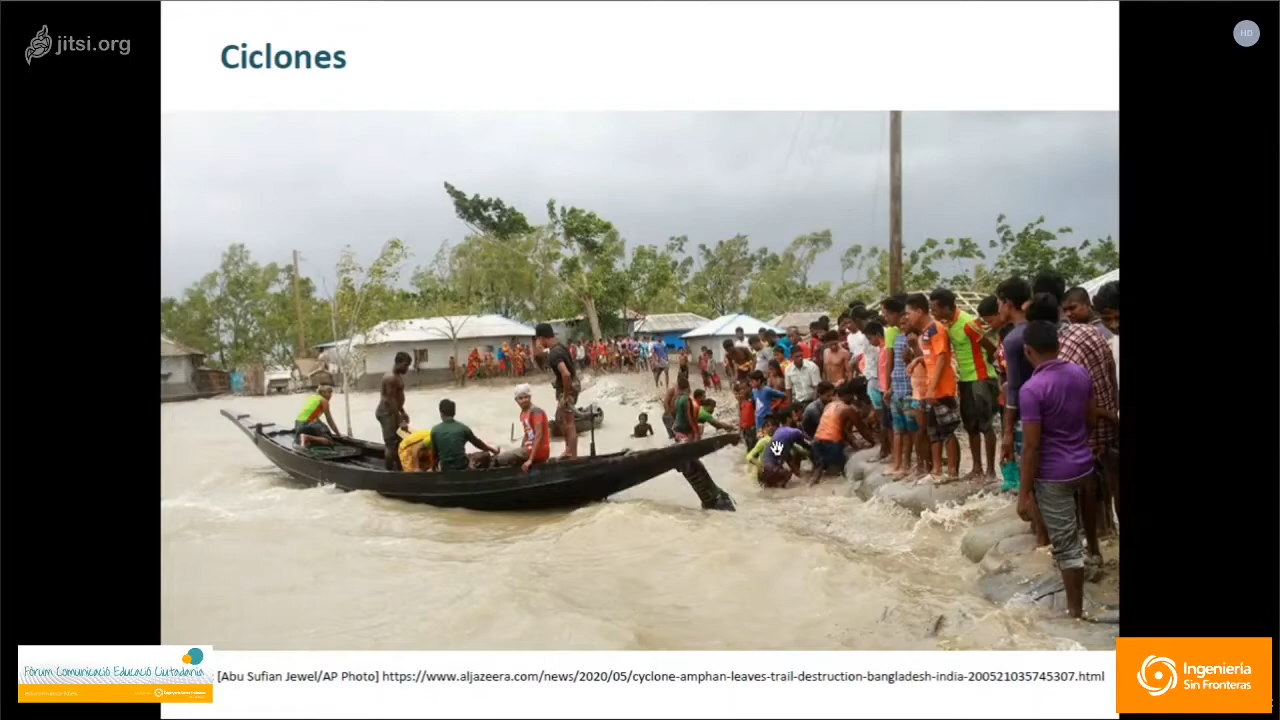 jitsi.org
HD
Ciclones
Fòrum Comunicació Educació Ciutadania
[Abu Sufian Jewel/AP Photo] https://www.aljazeera.com/news/2020/05/cyclone-amphan-leaves-trail-destruction-bangladesh-india-200521035745307.html
Ingeniería
Sin Fronteras